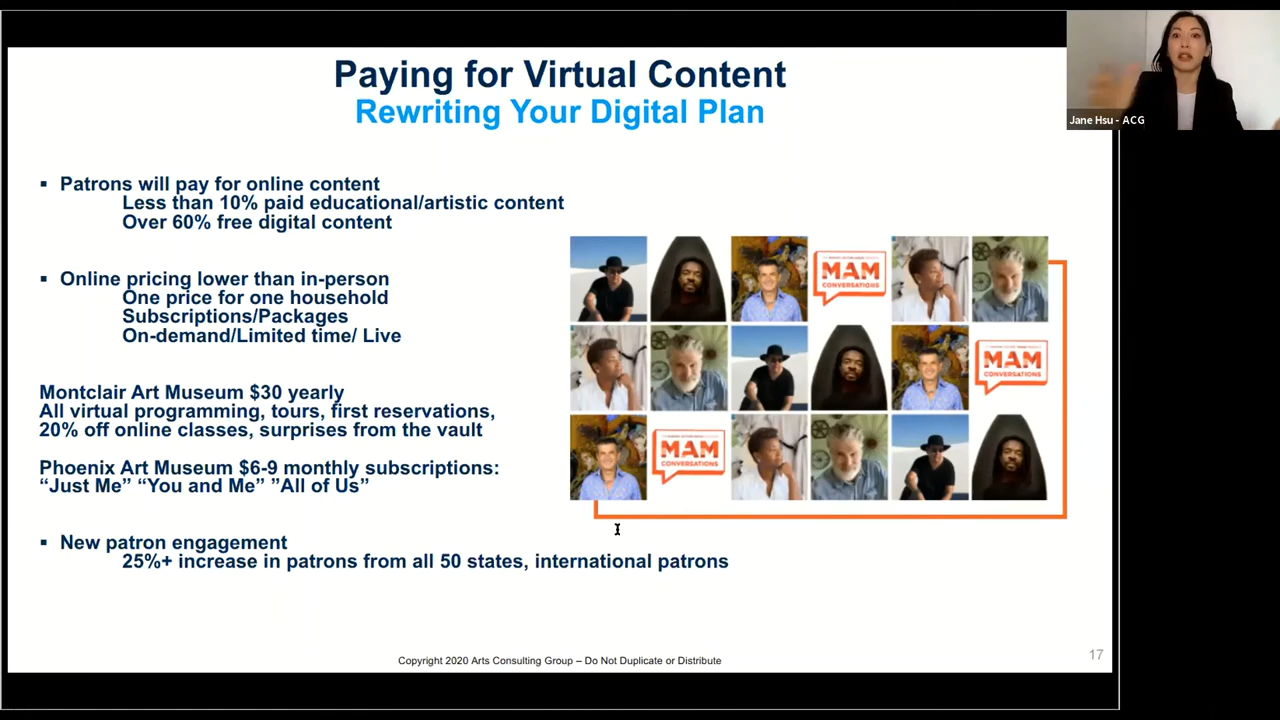 Paying for Virtual Content
Rewriting Your Digital Plan
Jane Hsu - ACG
▪ Patrons will pay for online content
Less than 10% paid educational/artistic content
Over 60% free digital content
▪ Online pricing lower than in-person
One price for one household
Subscriptions/Packages
On-demand/Limited time/ Live
Montclair Art Museum $30 yearly
All virtual programming, tours, first reservations,
20% off online classes, surprises from the vault
Phoenix Art Museum $6-9 monthly subscriptions:
“Just Me” “You and Me” ”All of Us”
▪ New patron engagement
25%+ increase in patrons from all 50 states, international patrons
MAM
CONVERSATIONS
MAM
CONVERSATIONS
MAM
CONVERSATIONS
Copyright 2020 Arts Consulting Group – Do Not Duplicate or Distribute
17